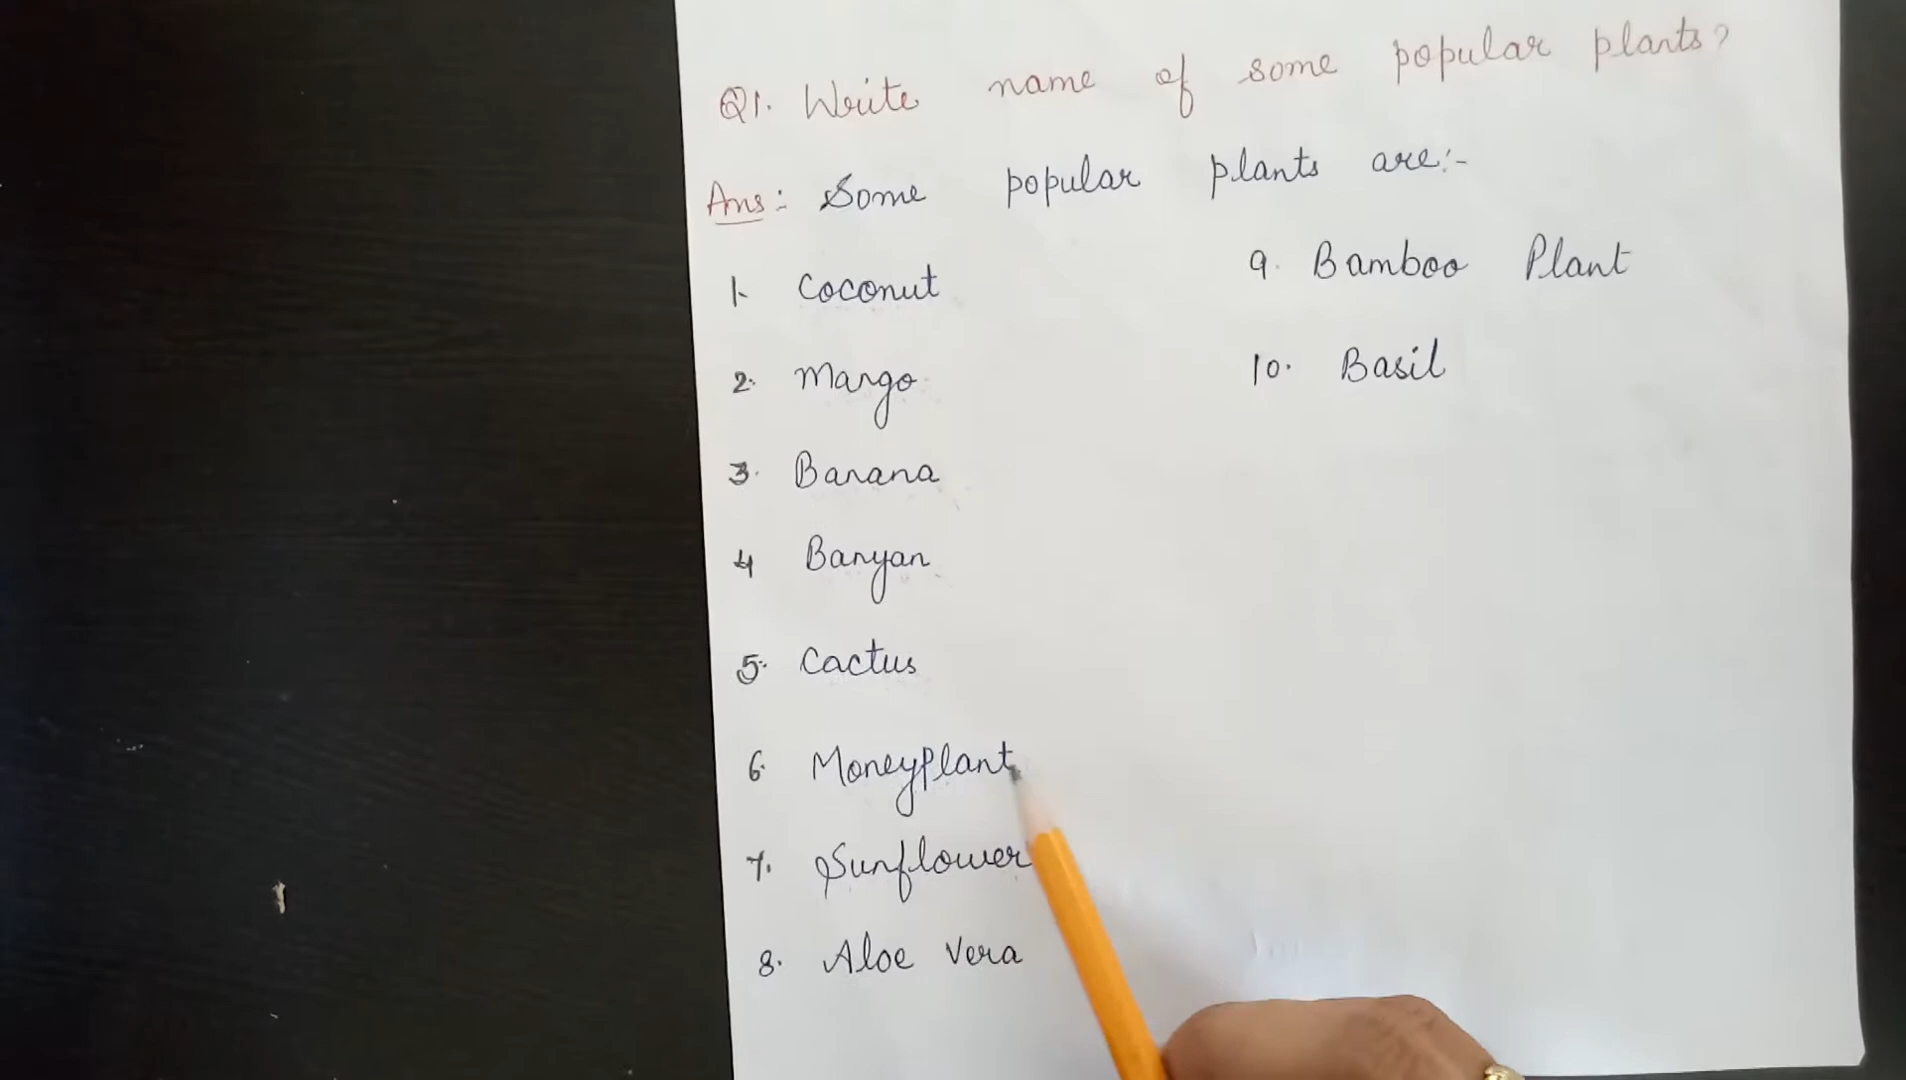 Q1. Write name of some popular plants?
Ans:- Some popular plants are:-
1. Coconut
2. Mango
3. Banana
4 Banyan
5. Cactus
6. MoneyPlant
7. Sunflower
8. Aloe Vera
9. Bamboo Plant
10. Basil